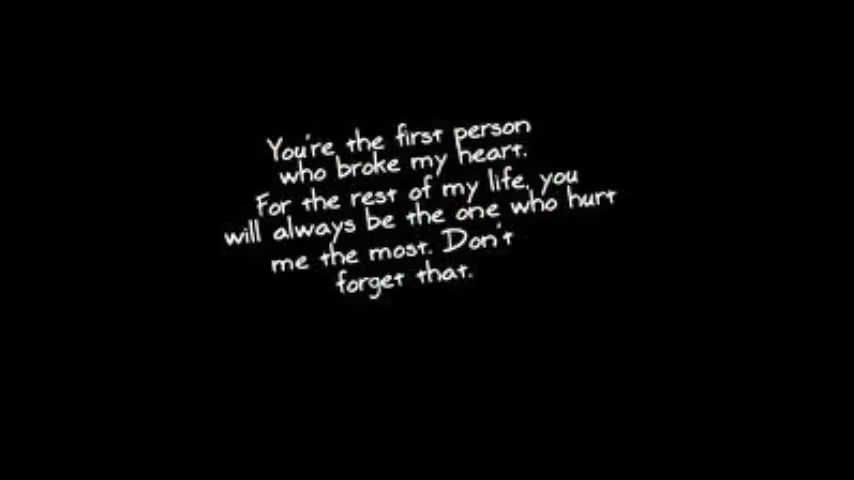 You're the first person
who broke my heart.
For the rest of my life, you
will always be the one who hurt
me the most. Don't
forget that.